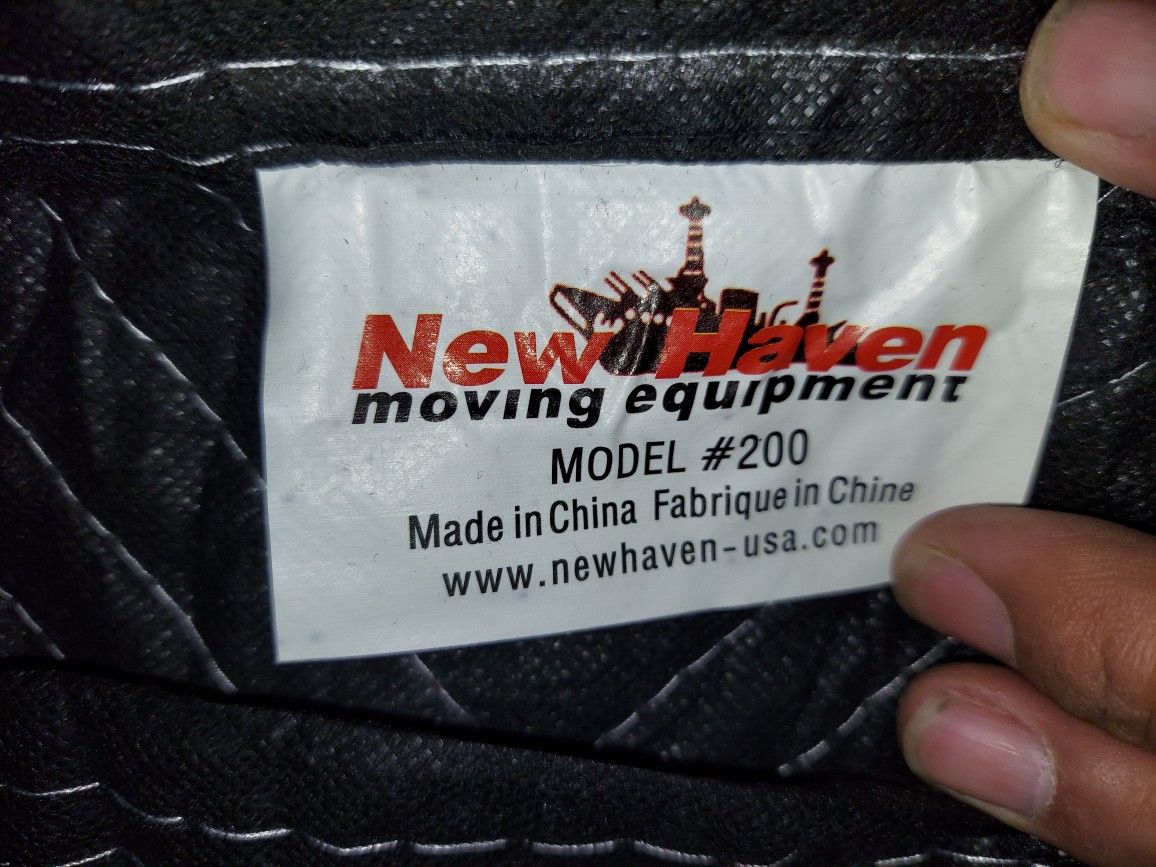 New Haven
moving equipment
MODEL #200
Made in China Fabrique in Chine
www.newhaven-usa.com